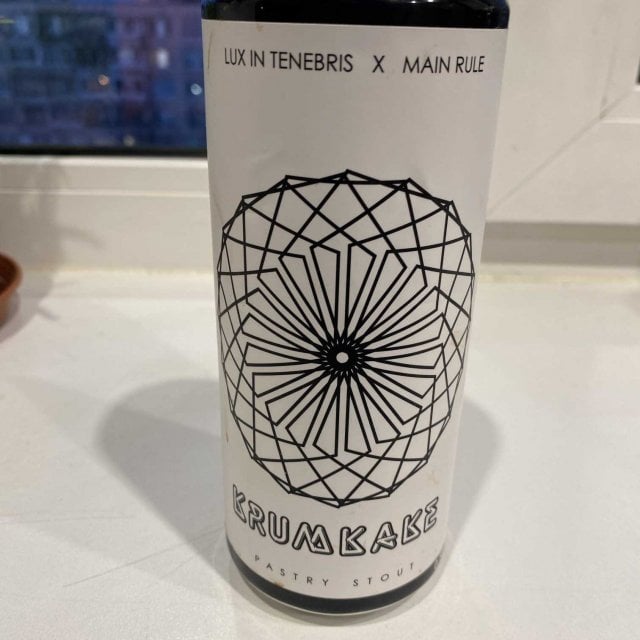 LUX IN TENEBRIS X MAIN RULE
KRUMKAKE
PASTRY STOUT